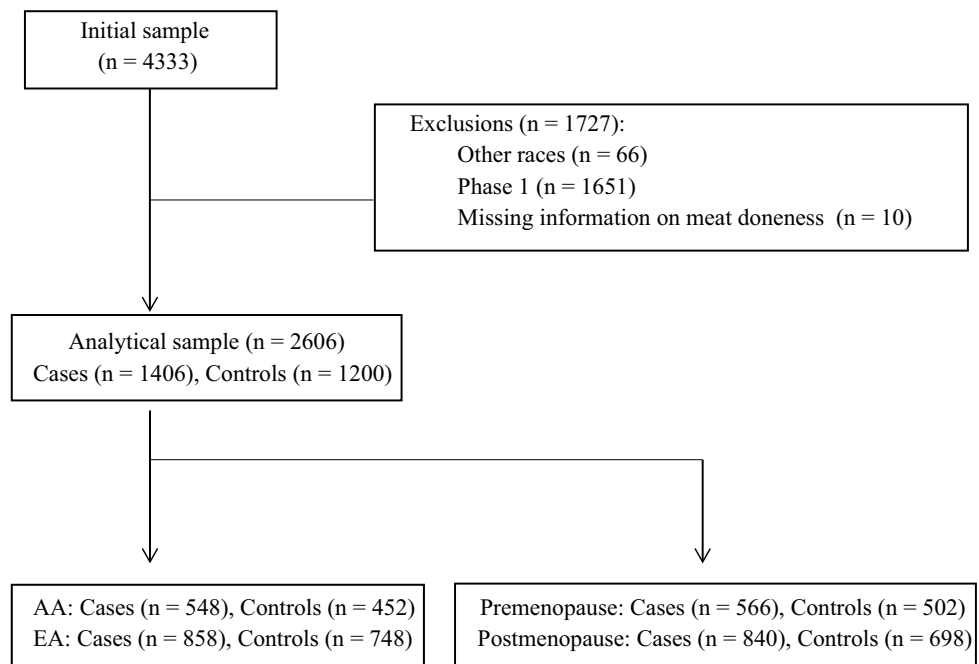 Initial sample
(n = 4333)
Exclusions (n = 1727):
Other races (n = 66)
Phase 1 (n = 1651)
Missing information on meat doneness (n = 10)
Analytical sample (n = 2606)
Cases (n = 1406), Controls (n = 1200)
AA: Cases (n = 548), Controls (n = 452)
EA: Cases (n = 858), Controls (n = 748)
Premenopause: Cases (n = 566), Controls (n = 502)
Postmenopause: Cases (n = 840), Controls (n = 698)